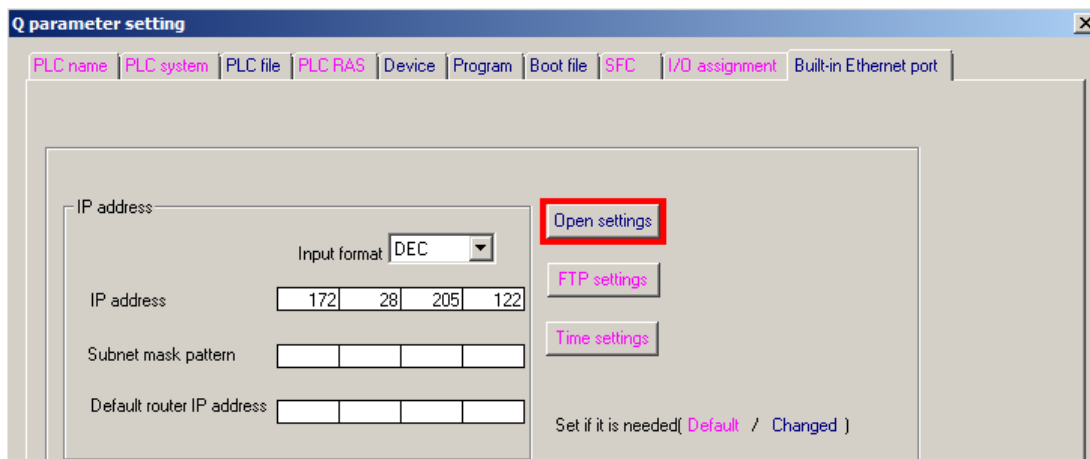 Q parameter setting
PLC name PLC system PLC file PLC RAS Device Program Boot file SFC I/O assignment Built-in Ethernet port
IP address
Open settings
Input format DEC
FTP settings
IP address 172 28 205 122
Time settings
Subnet mask pattern
Default router IP address
Set if it is needed( Default / Changed )